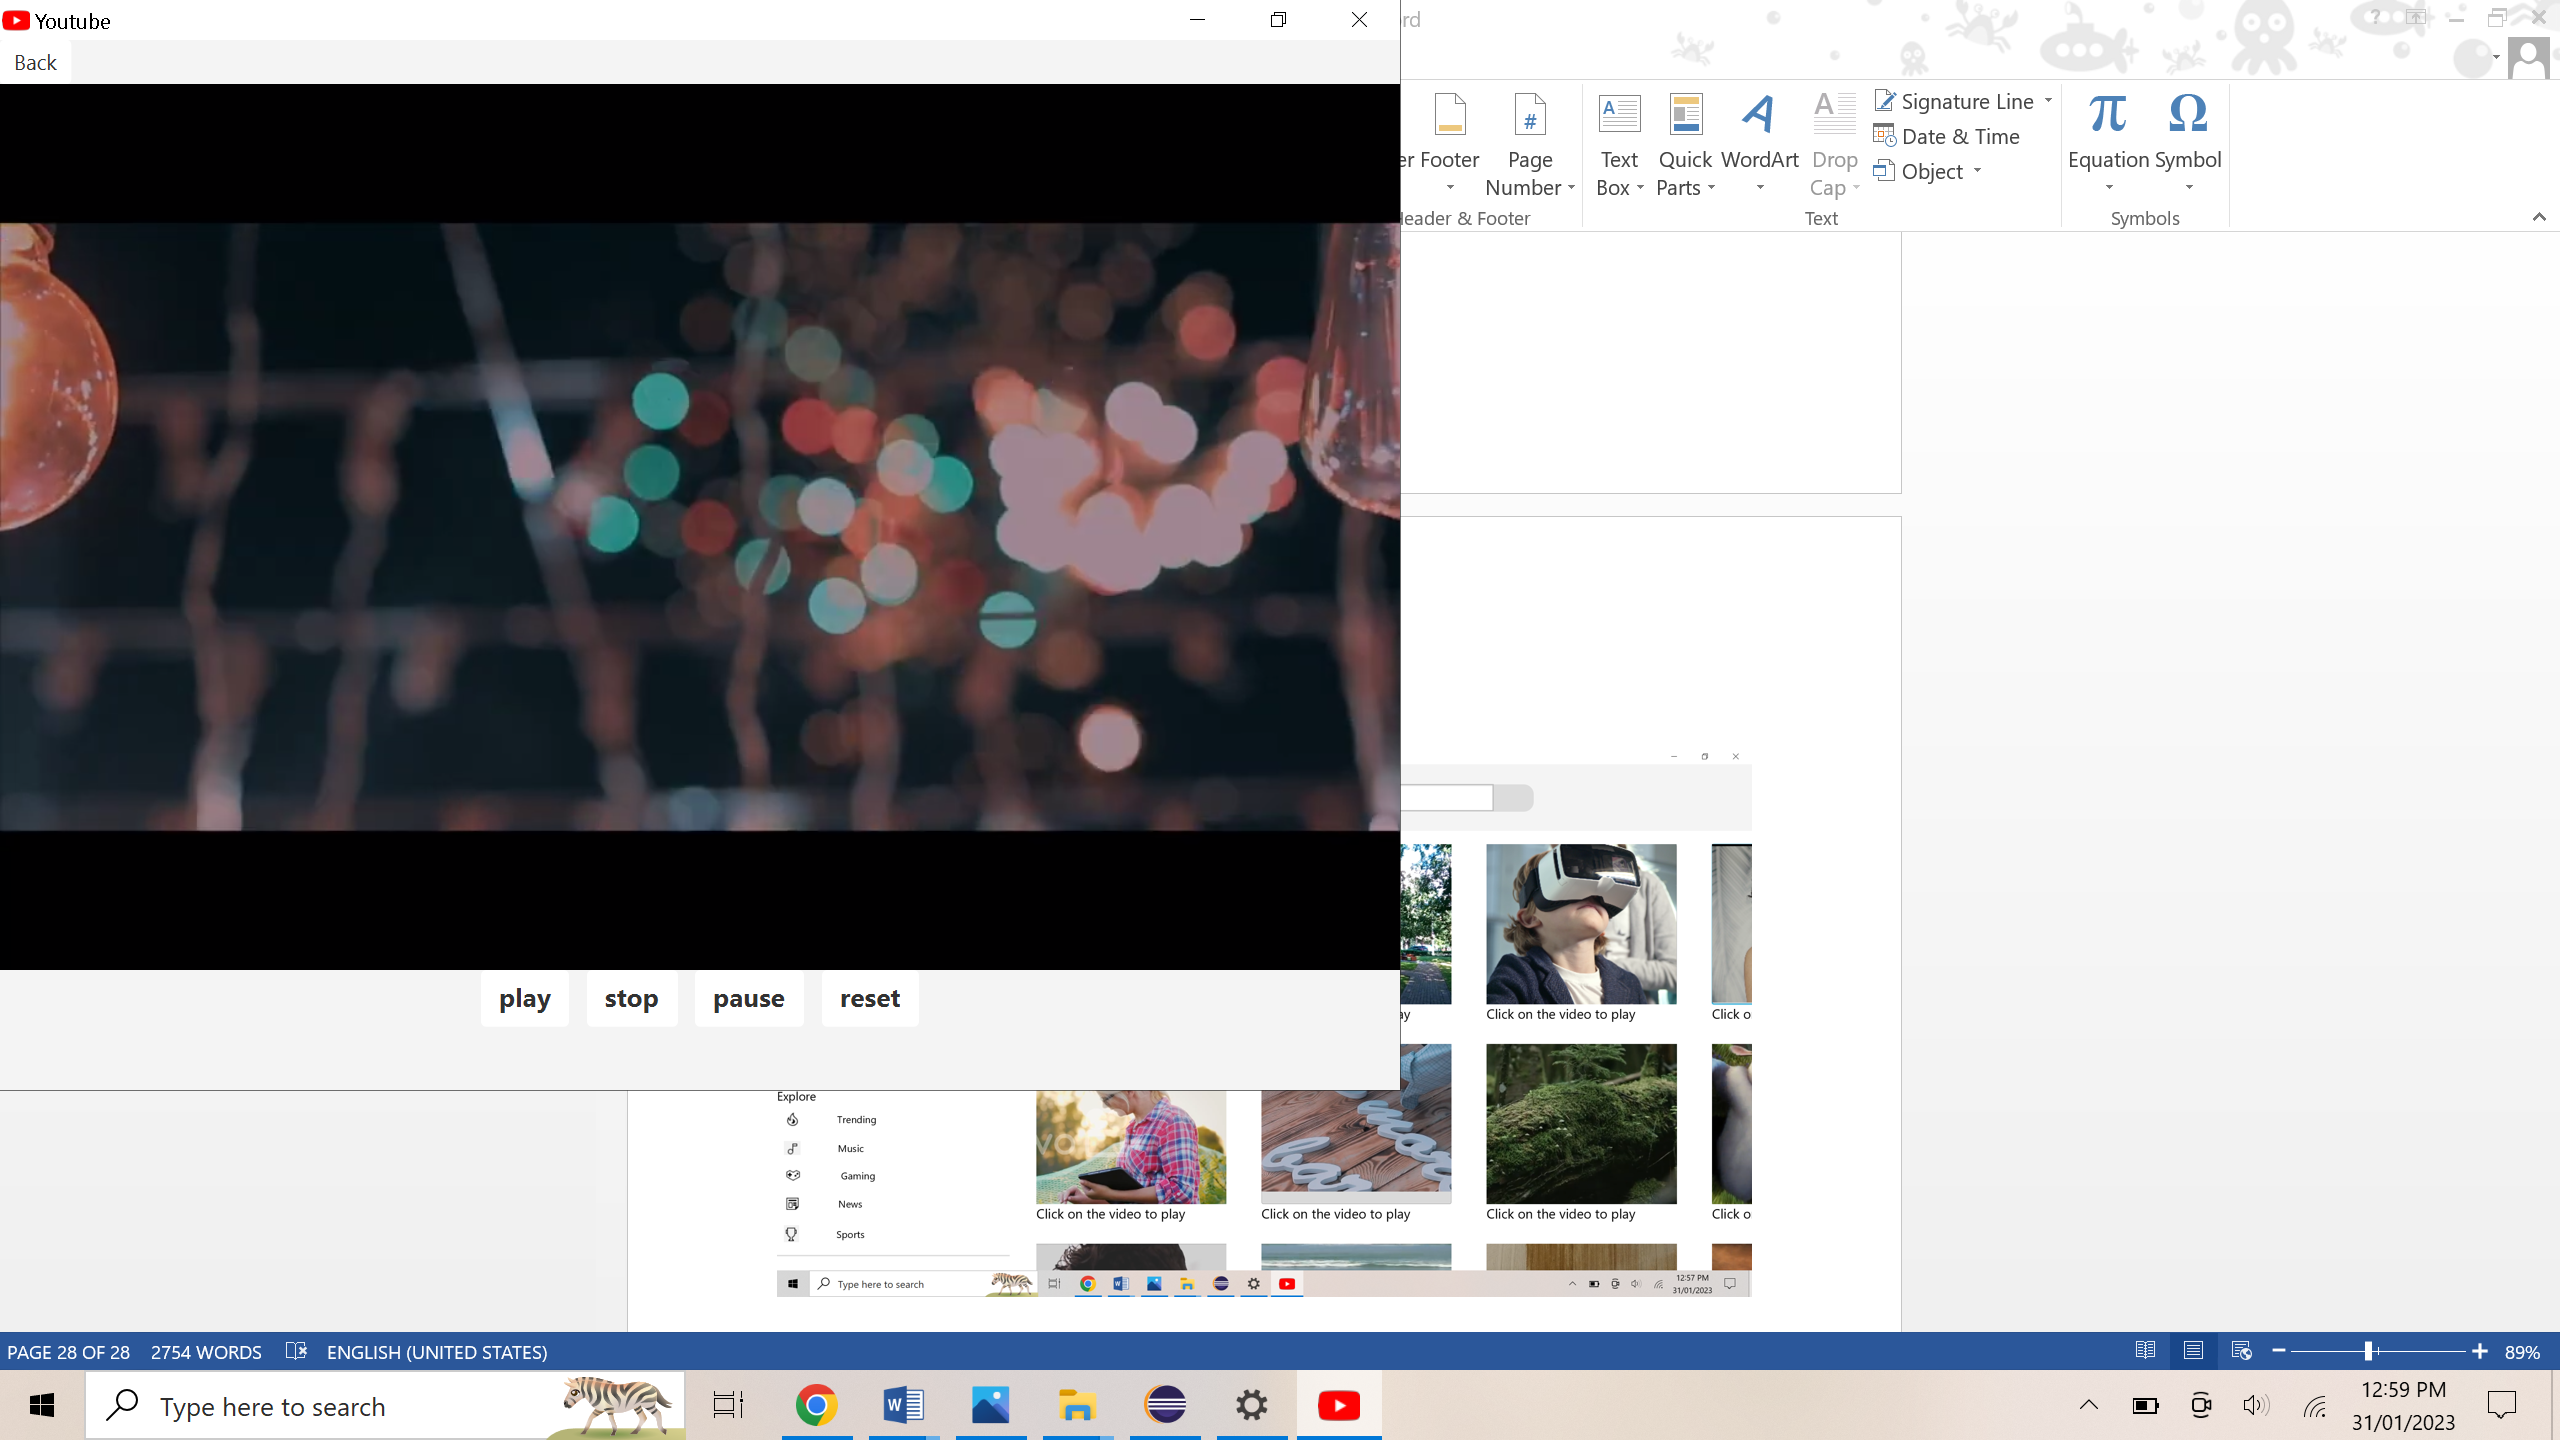 Youtube
Back
play
stop
pause
reset
rd
er Footer
Page
Number
Header & Footer
Text
Box
Quick
Parts
WordArt
Drop
Cap
Signature Line
Date & Time
Object
Text
Equation
Symbol
Symbols
ay
Click on the video to play
Click o
Explore
Trending
Music
Gaming
News
Sports
Click on the video to play
Click on the video to play
Click on the video to play
Click o
Type here to search
12:57 PM
31/01/2023
PAGE 28 OF 28
2754 WORDS
ENGLISH (UNITED STATES)
89%
Type here to search
12:59 PM
31/01/2023